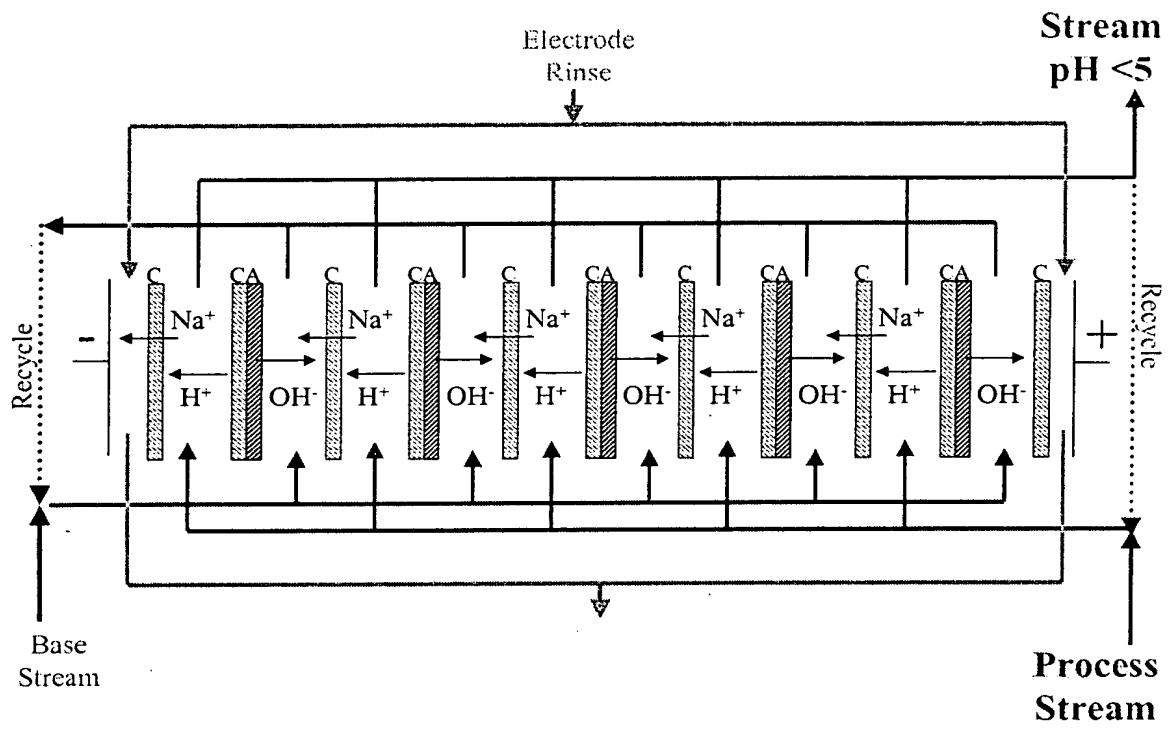 Electrode
Rinse
Stream
pH <5
Recycle
Recycle
C CA C CA C CA C CA C CA C
- Na⁺ Na⁺ Na⁺ Na⁺ Na⁺ +
H⁺ OH⁻ H⁺ OH⁻ H⁺ OH⁻ H⁺ OH⁻ H⁺ OH⁻
Base
Stream
Process
Stream